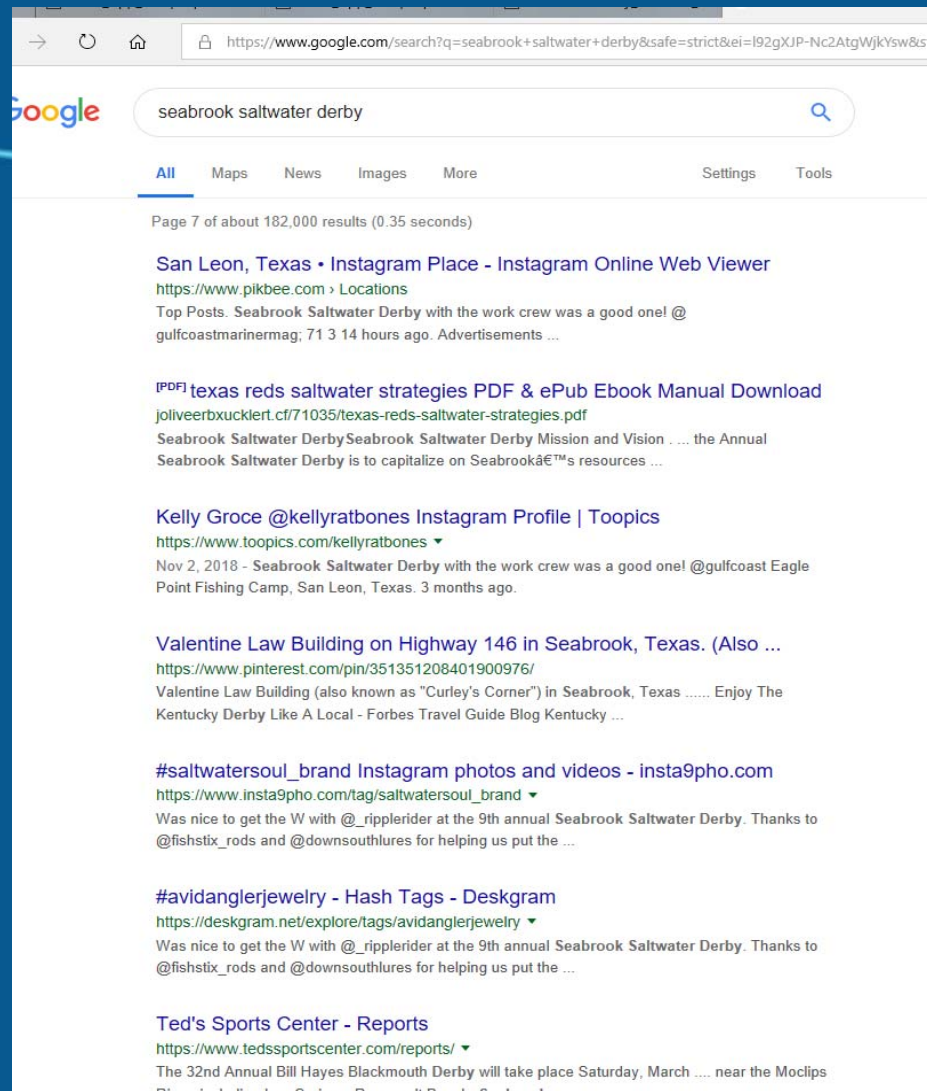 https://www.google.com/search?q=seabrook+saltwater+derby&safe=strict&ei=l92gXJP-Nc2AtgWjkYsw&s
Google
seabrook saltwater derby
All Maps News Images More Settings Tools
Page 7 of about 182,000 results (0.35 seconds)
San Leon, Texas • Instagram Place - Instagram Online Web Viewer
https://www.pikbee.com › Locations
Top Posts. Seabrook Saltwater Derby with the work crew was a good one! @
gulfcoastmarinermag; 71 3 14 hours ago. Advertisements ...
[PDF] texas reds saltwater strategies PDF & ePub Ebook Manual Download
joliveerbxucklert.cf/71035/texas-reds-saltwater-strategies.pdf
Seabrook Saltwater DerbySeabrook Saltwater Derby Mission and Vision . ... the Annual
Seabrook Saltwater Derby is to capitalize on Seabrookâ€™s resources ...
Kelly Groce @kellyratbones Instagram Profile | Toopics
https://www.toopics.com/kellyratbones
Nov 2, 2018 - Seabrook Saltwater Derby with the work crew was a good one! @gulfcoast Eagle
Point Fishing Camp, San Leon, Texas. 3 months ago.
Valentine Law Building on Highway 146 in Seabrook, Texas. (Also ...
https://www.pinterest.com/pin/351351208401900976/
Valentine Law Building (also known as "Curley's Corner") in Seabrook, Texas ...... Enjoy The
Kentucky Derby Like A Local - Forbes Travel Guide Blog Kentucky ...
#saltwatersoul_brand Instagram photos and videos - insta9pho.com
https://www.insta9pho.com/tag/saltwatersoul_brand
Was nice to get the W with @_ripplerider at the 9th annual Seabrook Saltwater Derby. Thanks to
@fishstix_rods and @downsouthlures for helping us put the ...
#avidanglerjewelry - Hash Tags - Deskgram
https://deskgram.net/explore/tags/avidanglerjewelry
Was nice to get the W with @_ripplerider at the 9th annual Seabrook Saltwater Derby. Thanks to
@fishstix_rods and @downsouthlures for helping us put the ...
Ted's Sports Center - Reports
https://www.tedssportscenter.com/reports/
The 32nd Annual Bill Hayes Blackmouth Derby will take place Saturday, March .... near the Moclips